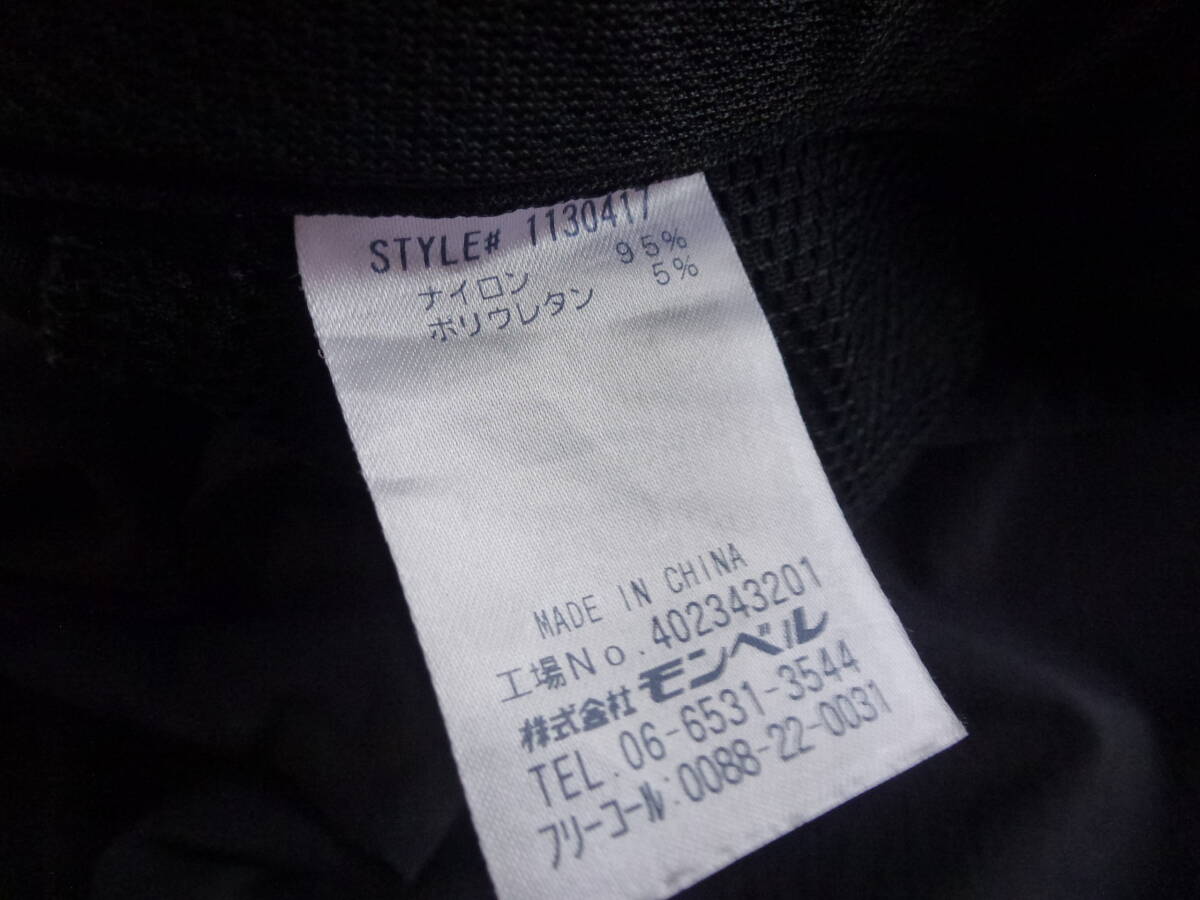 STYLE# 1130417
ナイロン 95%
ポリウレタン 5%
MADE IN CHINA
工場No.402343201
株式会社モンベル
TEL.06-6531-3544
フリーコール:0088-22-0031